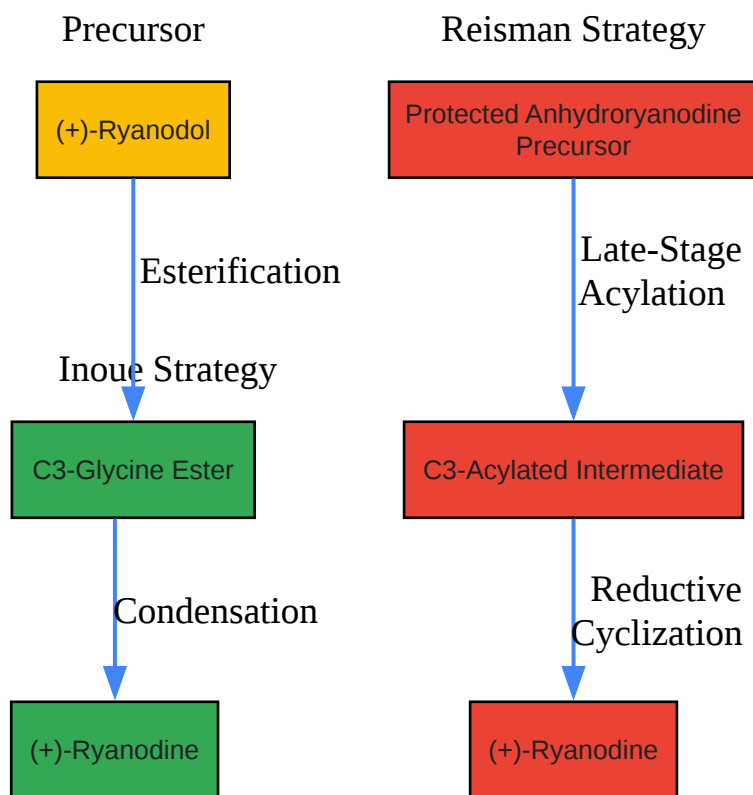 Precursor
Reisman Strategy
(+)-Ryanodol
Protected Anhydroryanodine
Precursor
Esterification
Late-Stage
Acylation
Inoue Strategy
C3-Glycine Ester
C3-Acylated Intermediate
Condensation
Reductive
Cyclization
(+)-Ryanodine
(+)-Ryanodine